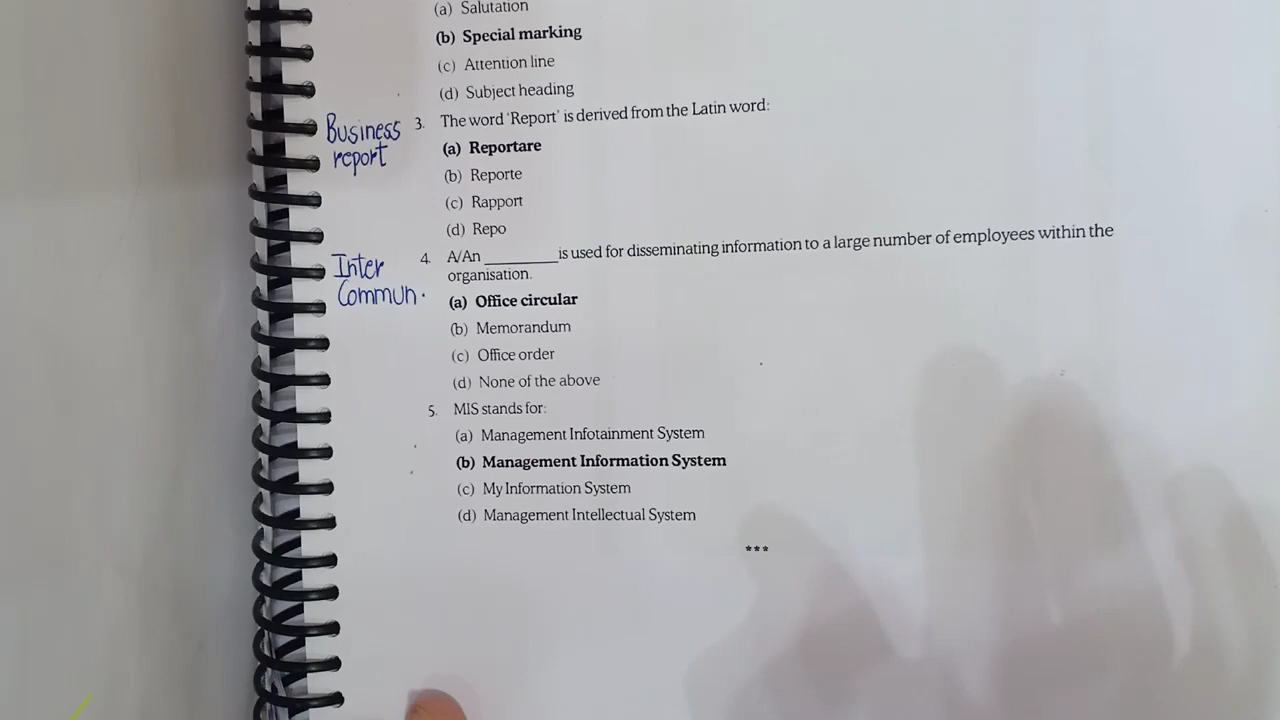 (a) Salutation
(b) Special marking
(c) Attention line
(d) Subject heading
Business
report
3. The word 'Report' is derived from the Latin word:
(a) Reportare
(b) Reporte
(c) Rapport
(d) Repo
Inter
Commun.
4. A/An _________ is used for disseminating information to a large number of employees within the
organisation.
(a) Office circular
(b) Memorandum
(c) Office order
(d) None of the above
5. MIS stands for:
(a) Management Infotainment System
(b) Management Information System
(c) My Information System
(d) Management Intellectual System
***